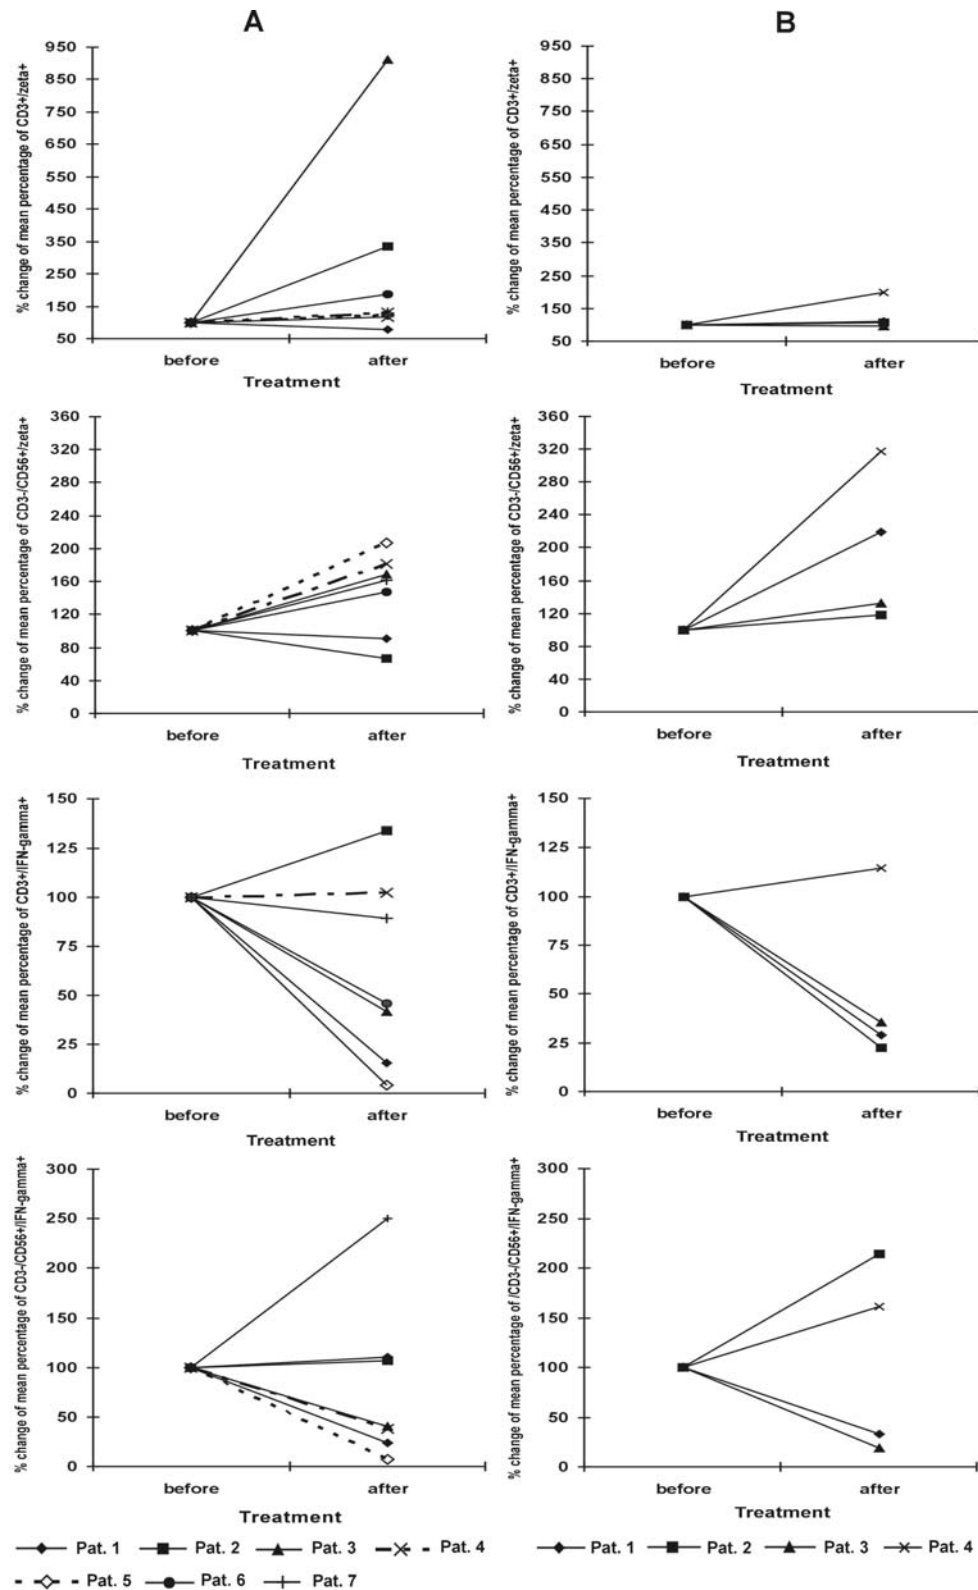 A
B
% change of mean percentage of CD3+/zeta+
950
850
750
650
550
450
350
250
150
50
before
after
Treatment
% change of mean percentage of CD3+/zeta+
950
850
750
650
550
450
350
250
150
50
before
after
Treatment
% change of mean percentage of CD3-/CD56+/zeta+
360
320
280
240
200
160
120
80
40
0
before
after
Treatment
% change of mean percentage of CD3-/CD56+/zeta+
360
320
280
240
200
160
120
80
40
0
before
after
Treatment
% change of mean percentage of CD3+/IFN-gamma+
150
125
100
75
50
25
0
before
after
Treatment
% change of mean percentage of CD3+/IFN-gamma+
150
125
100
75
50
25
0
before
after
Treatment
% change of mean percentage of CD3-/CD56+/IFN-gamma+
300
250
200
150
100
50
0
before
after
Treatment
% change of mean percentage of /CD3-/CD56+/IFN-gamma+
300
250
200
150
100
50
0
before
after
Treatment
Pat. 1 Pat. 2 Pat. 3 Pat. 4
Pat. 5 Pat. 6 Pat. 7
Pat. 1 Pat. 2 Pat. 3 Pat. 4